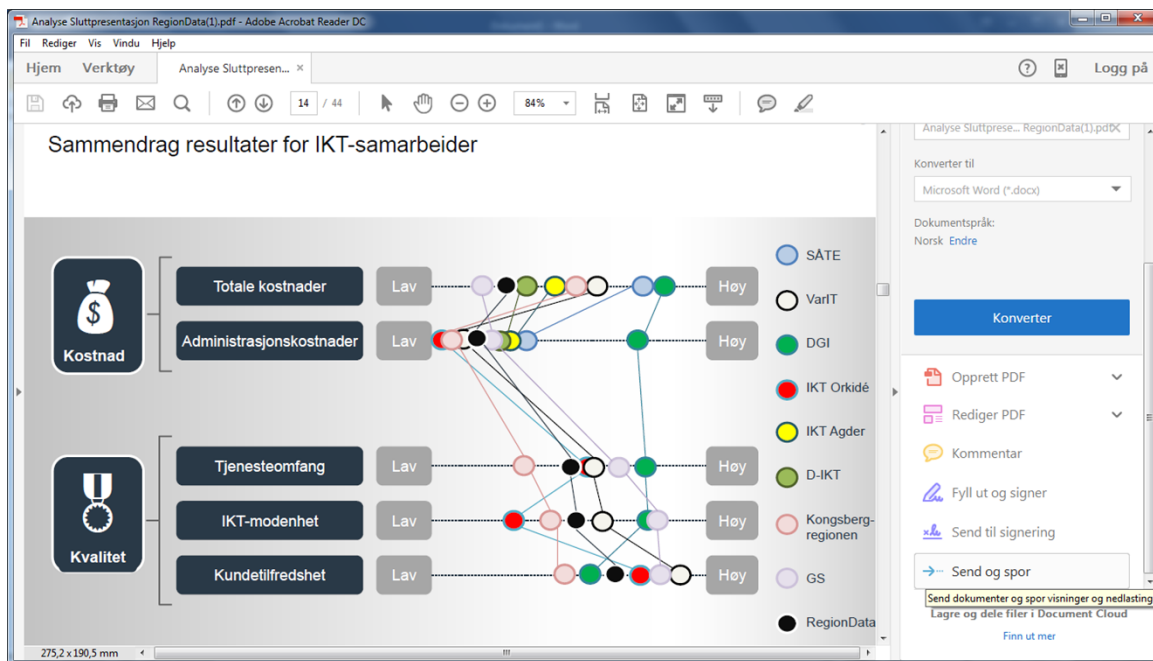 Analyse Sluttpresentasjon RegionData(1).pdf - Adobe Acrobat Reader DC
Fil Rediger Vis Vindu Hjelp
Hjem Verktøy Analyse Sluttpresen... × Logg på
14 / 44 84%
Sammendrag resultater for IKT-samarbeider
Kostnad
Totale kostnader Lav Høy
Administrasjonskostnader Lav Høy
Kvalitet
Tjenesteomfang Lav Høy
IKT-modenhet Lav Høy
Kundetilfredshet Lav Høy
SÅTE
VarIT
DGI
IKT Orkidé
IKT Agder
D-IKT
Kongsberg-
regionen
GS
RegionData
275,2 x 190,5 mm
Analyse Sluttprese... RegionData(1).pdf
Konverter til
Microsoft Word (*.docx)
Dokumentspråk:
Norsk Endre
Konverter
Opprett PDF
Rediger PDF
Kommentar
Fyll ut og signer
Send til signering
Send og spor
Send dokumenter og spor visninger og nedlasting
Lagre og dele filer i Document Cloud
Finn ut mer